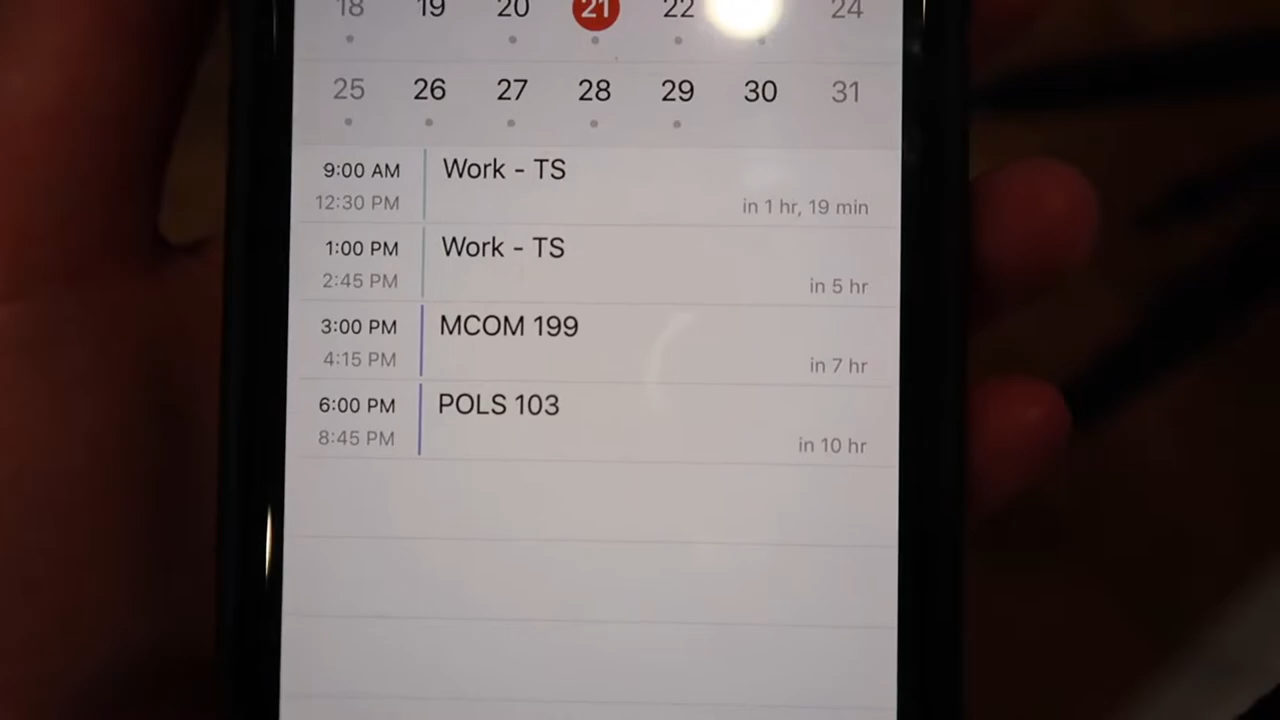 18 19 20 21 22 24
25 26 27 28 29 30 31
9:00 AM Work - TS
12:30 PM in 1 hr, 19 min
1:00 PM Work - TS
2:45 PM in 5 hr
3:00 PM MCOM 199
4:15 PM in 7 hr
6:00 PM POLS 103
8:45 PM in 10 hr